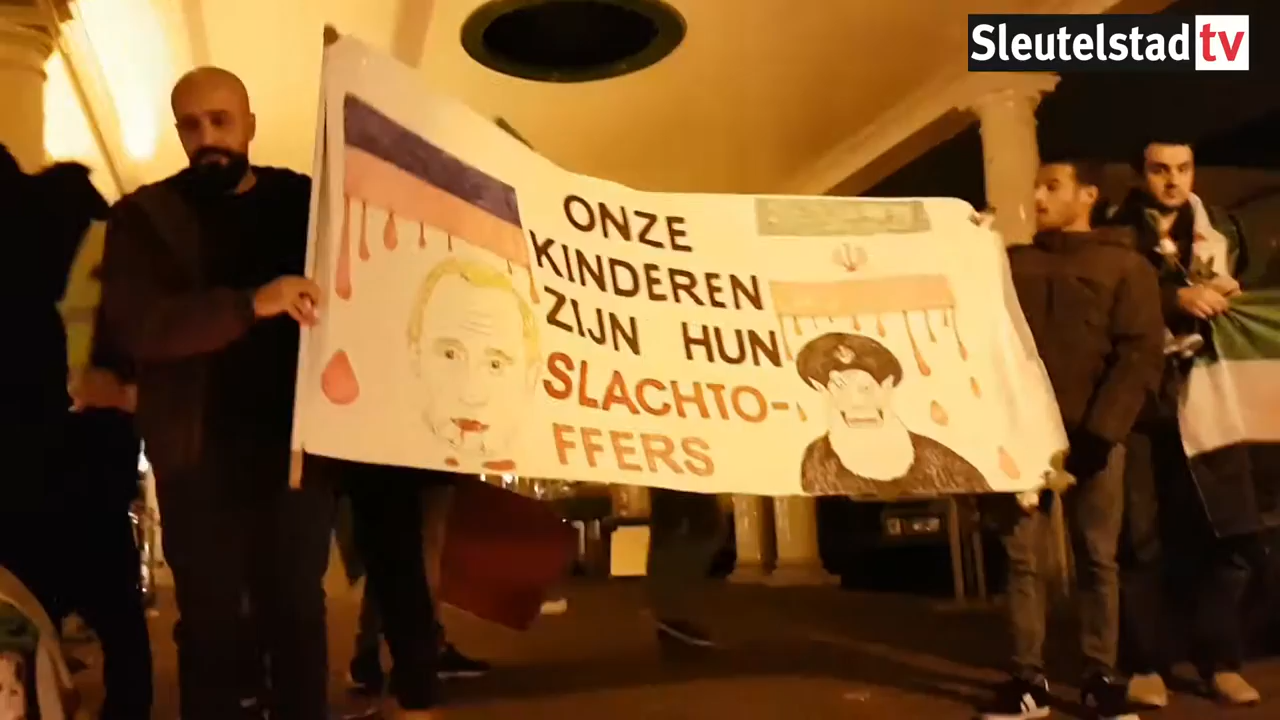 Sleutelstad tv
ONZE
KINDEREN
ZIJN HUN
SLACHTO-
FFERS